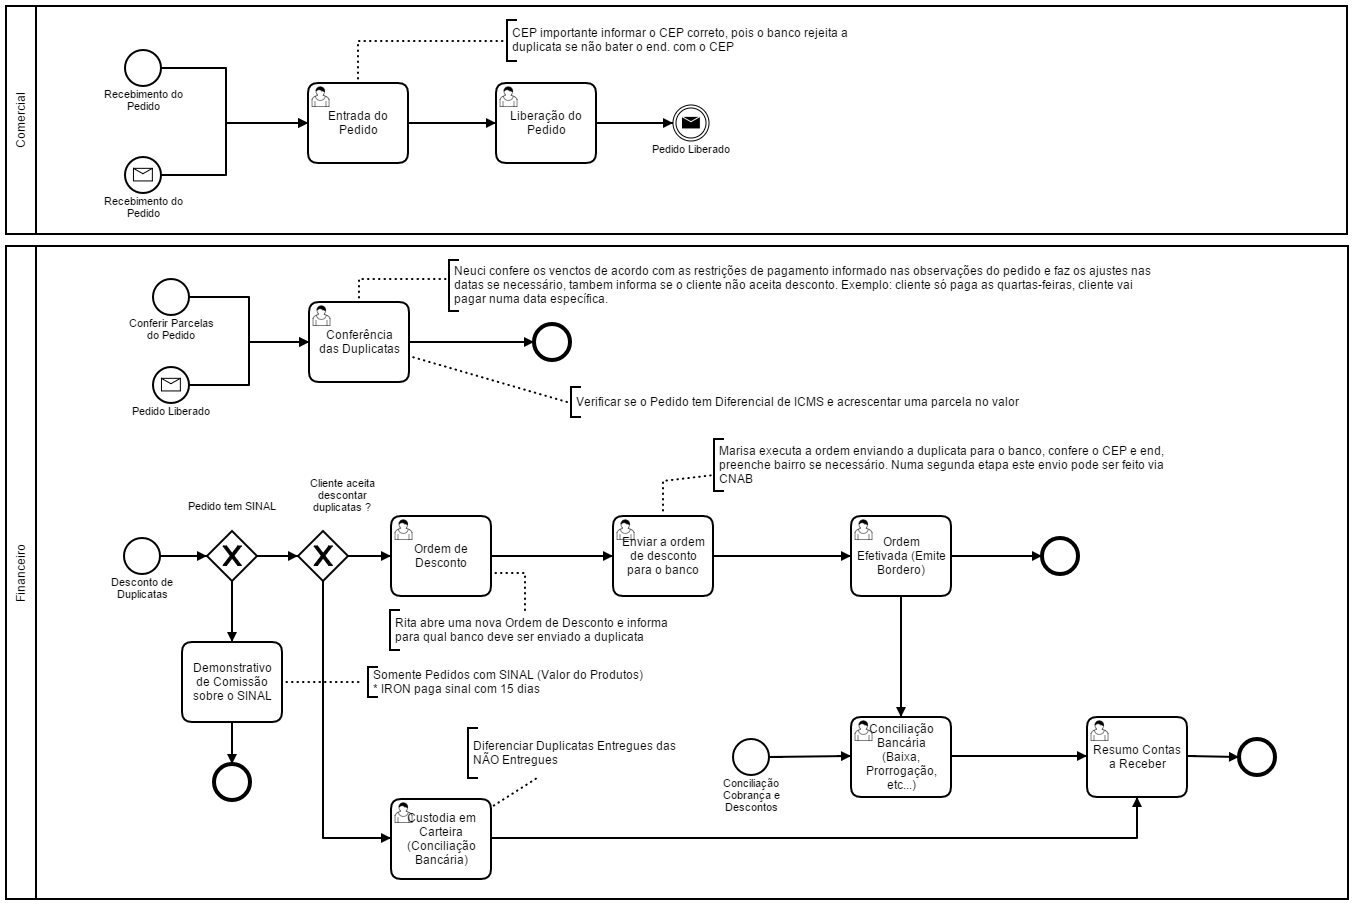 Comercial
CEP importante informar o CEP correto, pois o banco rejeita a
duplicata se não bater o end. com o CEP
Recebimento do
Pedido
Entrada do
Pedido
Liberação do
Pedido
Pedido Liberado
Recebimento do
Pedido
Financeiro
Neuci confere os venctos de acordo com as restrições de pagamento informado nas observações do pedido e faz os ajustes nas
datas se necessário, tambem informa se o cliente não aceita desconto. Exemplo: cliente só paga as quartas-feiras, cliente vai
pagar numa data específica.
Conferir Parcelas
do Pedido
Conferência
das Duplicatas
Pedido Liberado
Verificar se o Pedido tem Diferencial de ICMS e acrescentar uma parcela no valor
Marisa executa a ordem enviando a duplicata para o banco, confere o CEP e end,
preenche bairro se necessário. Numa segunda etapa este envio pode ser feito via
CNAB
Pedido tem SINAL
Cliente aceita
descontar
duplicatas ?
Desconto de
Duplicatas
Ordem de
Desconto
Enviar a ordem
de desconto
para o banco
Ordem
Efetivada (Emite
Bordero)
Rita abre uma nova Ordem de Desconto e informa
para qual banco deve ser enviado a duplicata
Demonstrativo
de Comissão
sobre o SINAL
Somente Pedidos com SINAL (Valor do Produtos)
* IRON paga sinal com 15 dias
Diferenciar Duplicatas Entregues das
NÃO Entregues
Conciliação
Cobrança e
Descontos
Conciliação
Bancária
(Baixa,
Prorrogação,
etc...)
Resumo Contas
a Receber
Custodia em
Carteira
(Conciliação
Bancária)